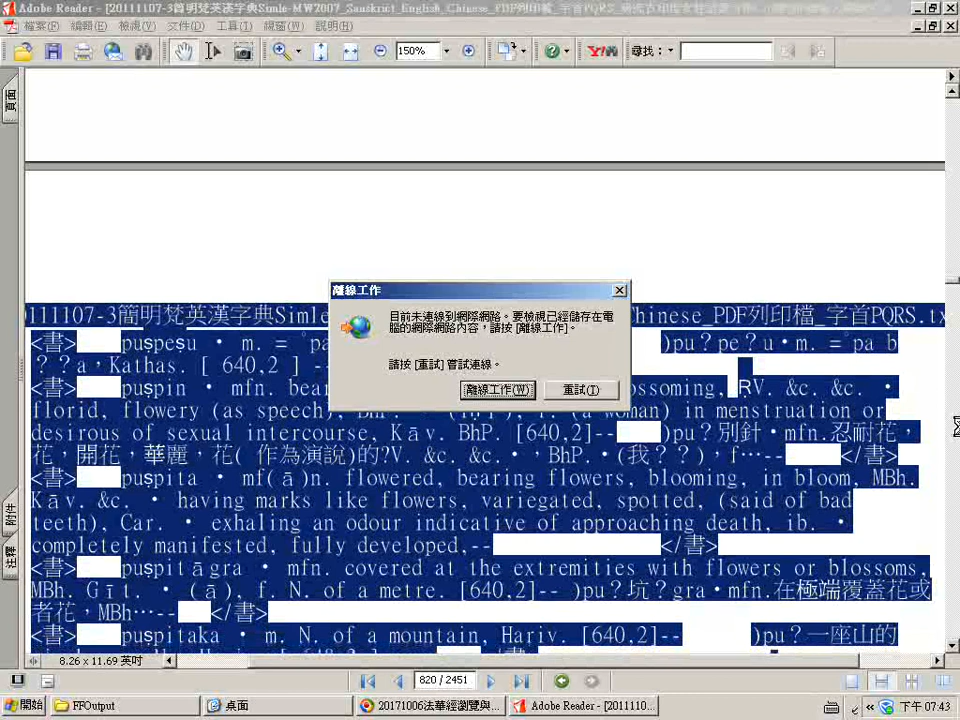 Adobe Reader - [20111107-3簡明梵英漢字典Simle-MW2007_Sanskrit_English_Chinese_PDF列印檔_字首PQRS
檔案(F) 編輯(E) 檢視(V) 文件(D) 工具(T) 視窗(W) 說明(H)
150% Y! 尋找:
頁面
附件
註釋
111107-3簡明梵英漢字典Simle hinese_PDF列印檔_字首PQRS.tx
離線工作
目前未連線到網際網路。要檢視已經儲存在電
腦的網際網路內容，請按 [離線工作]。
請按 [重試] 嘗試連線。
離線工作(W) 重試(T)
<書> puṣpeṣu · m. = ˚pa )pu？pe？u · m. = pa b
？？a，Kathas. [ 640,2 ] --
<書> puṣpin · mfn. bear ossoming, ṚV. &c. &c. ·
florid, flowery (as speech), f. (a woman) in menstruation or
desirous of sexual intercourse, Kāv. BhP. [640,2]-- )pu？別針·mfn.忍耐花，
花，開花，華麗，花( 作為演說)的?V. &c. &c.·，BhP.·(我？？)，f…-- </書>
<書> puṣpita · mf(ā)n. flowered, bearing flowers, blooming, in bloom, MBh.
Kāv. &c. · having marks like flowers, variegated, spotted, (said of bad
teeth), Car. · exhaling an odour indicative of approaching death, ib. ·
completely manifested, fully developed,-- </書>
<書> puṣpitāgra · mfn. covered at the extremities with flowers or blossoms,
MBh. Gīt. · (ā), f. N. of a metre. [640,2]-- )pu？坑？gra·mfn.在極端覆蓋花或
者花，MBh…-- </書>
<書> puṣpitaka · m. N. of a mountain, Hariv. [640,2]-- )pu？一座山的
8.26 x 11.69 英吋
820 / 2451
開始 FFOutput 桌面 20171006法華經瀏覽與... Adobe Reader - [2011110... 下午 07:43